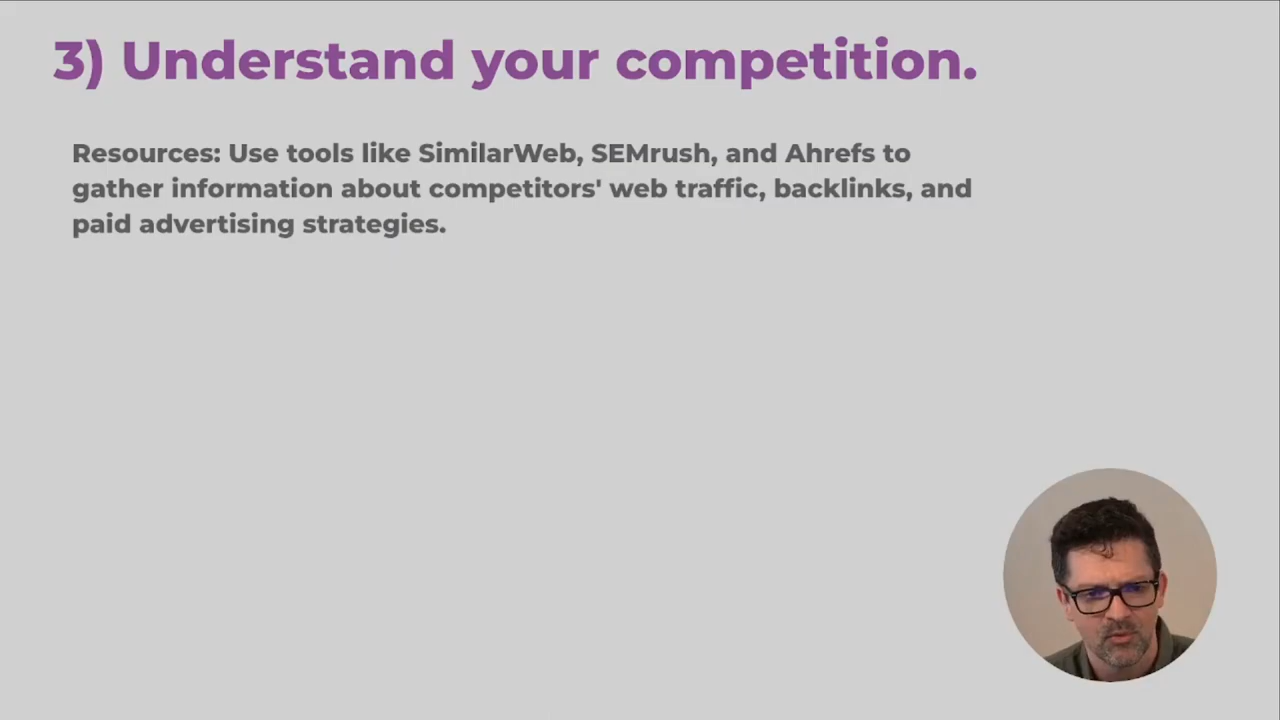 3) Understand your competition.
Resources: Use tools like SimilarWeb, SEMrush, and Ahrefs to
gather information about competitors' web traffic, backlinks, and
paid advertising strategies.